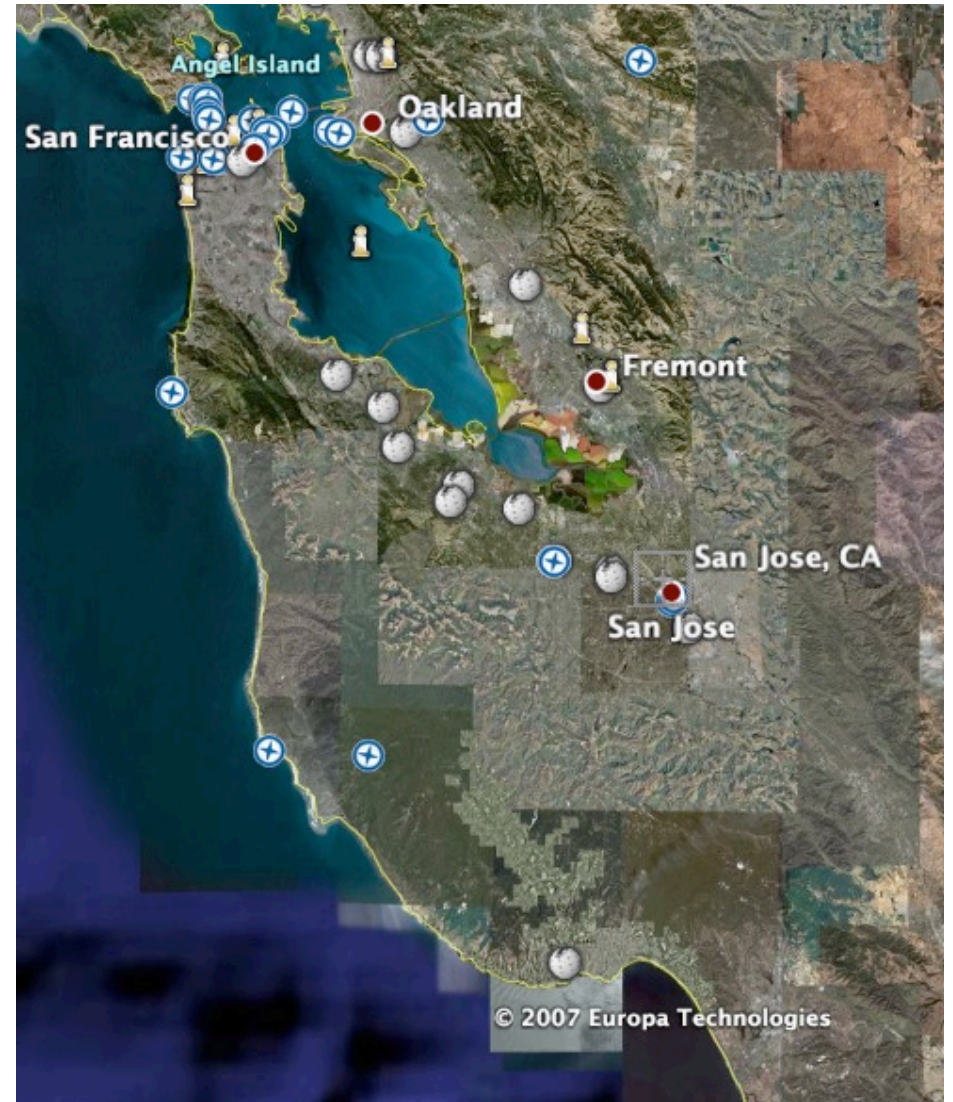 Angel Island
Oakland
San Francisco
Fremont
San Jose, CA
San Jose
© 2007 Europa Technologies